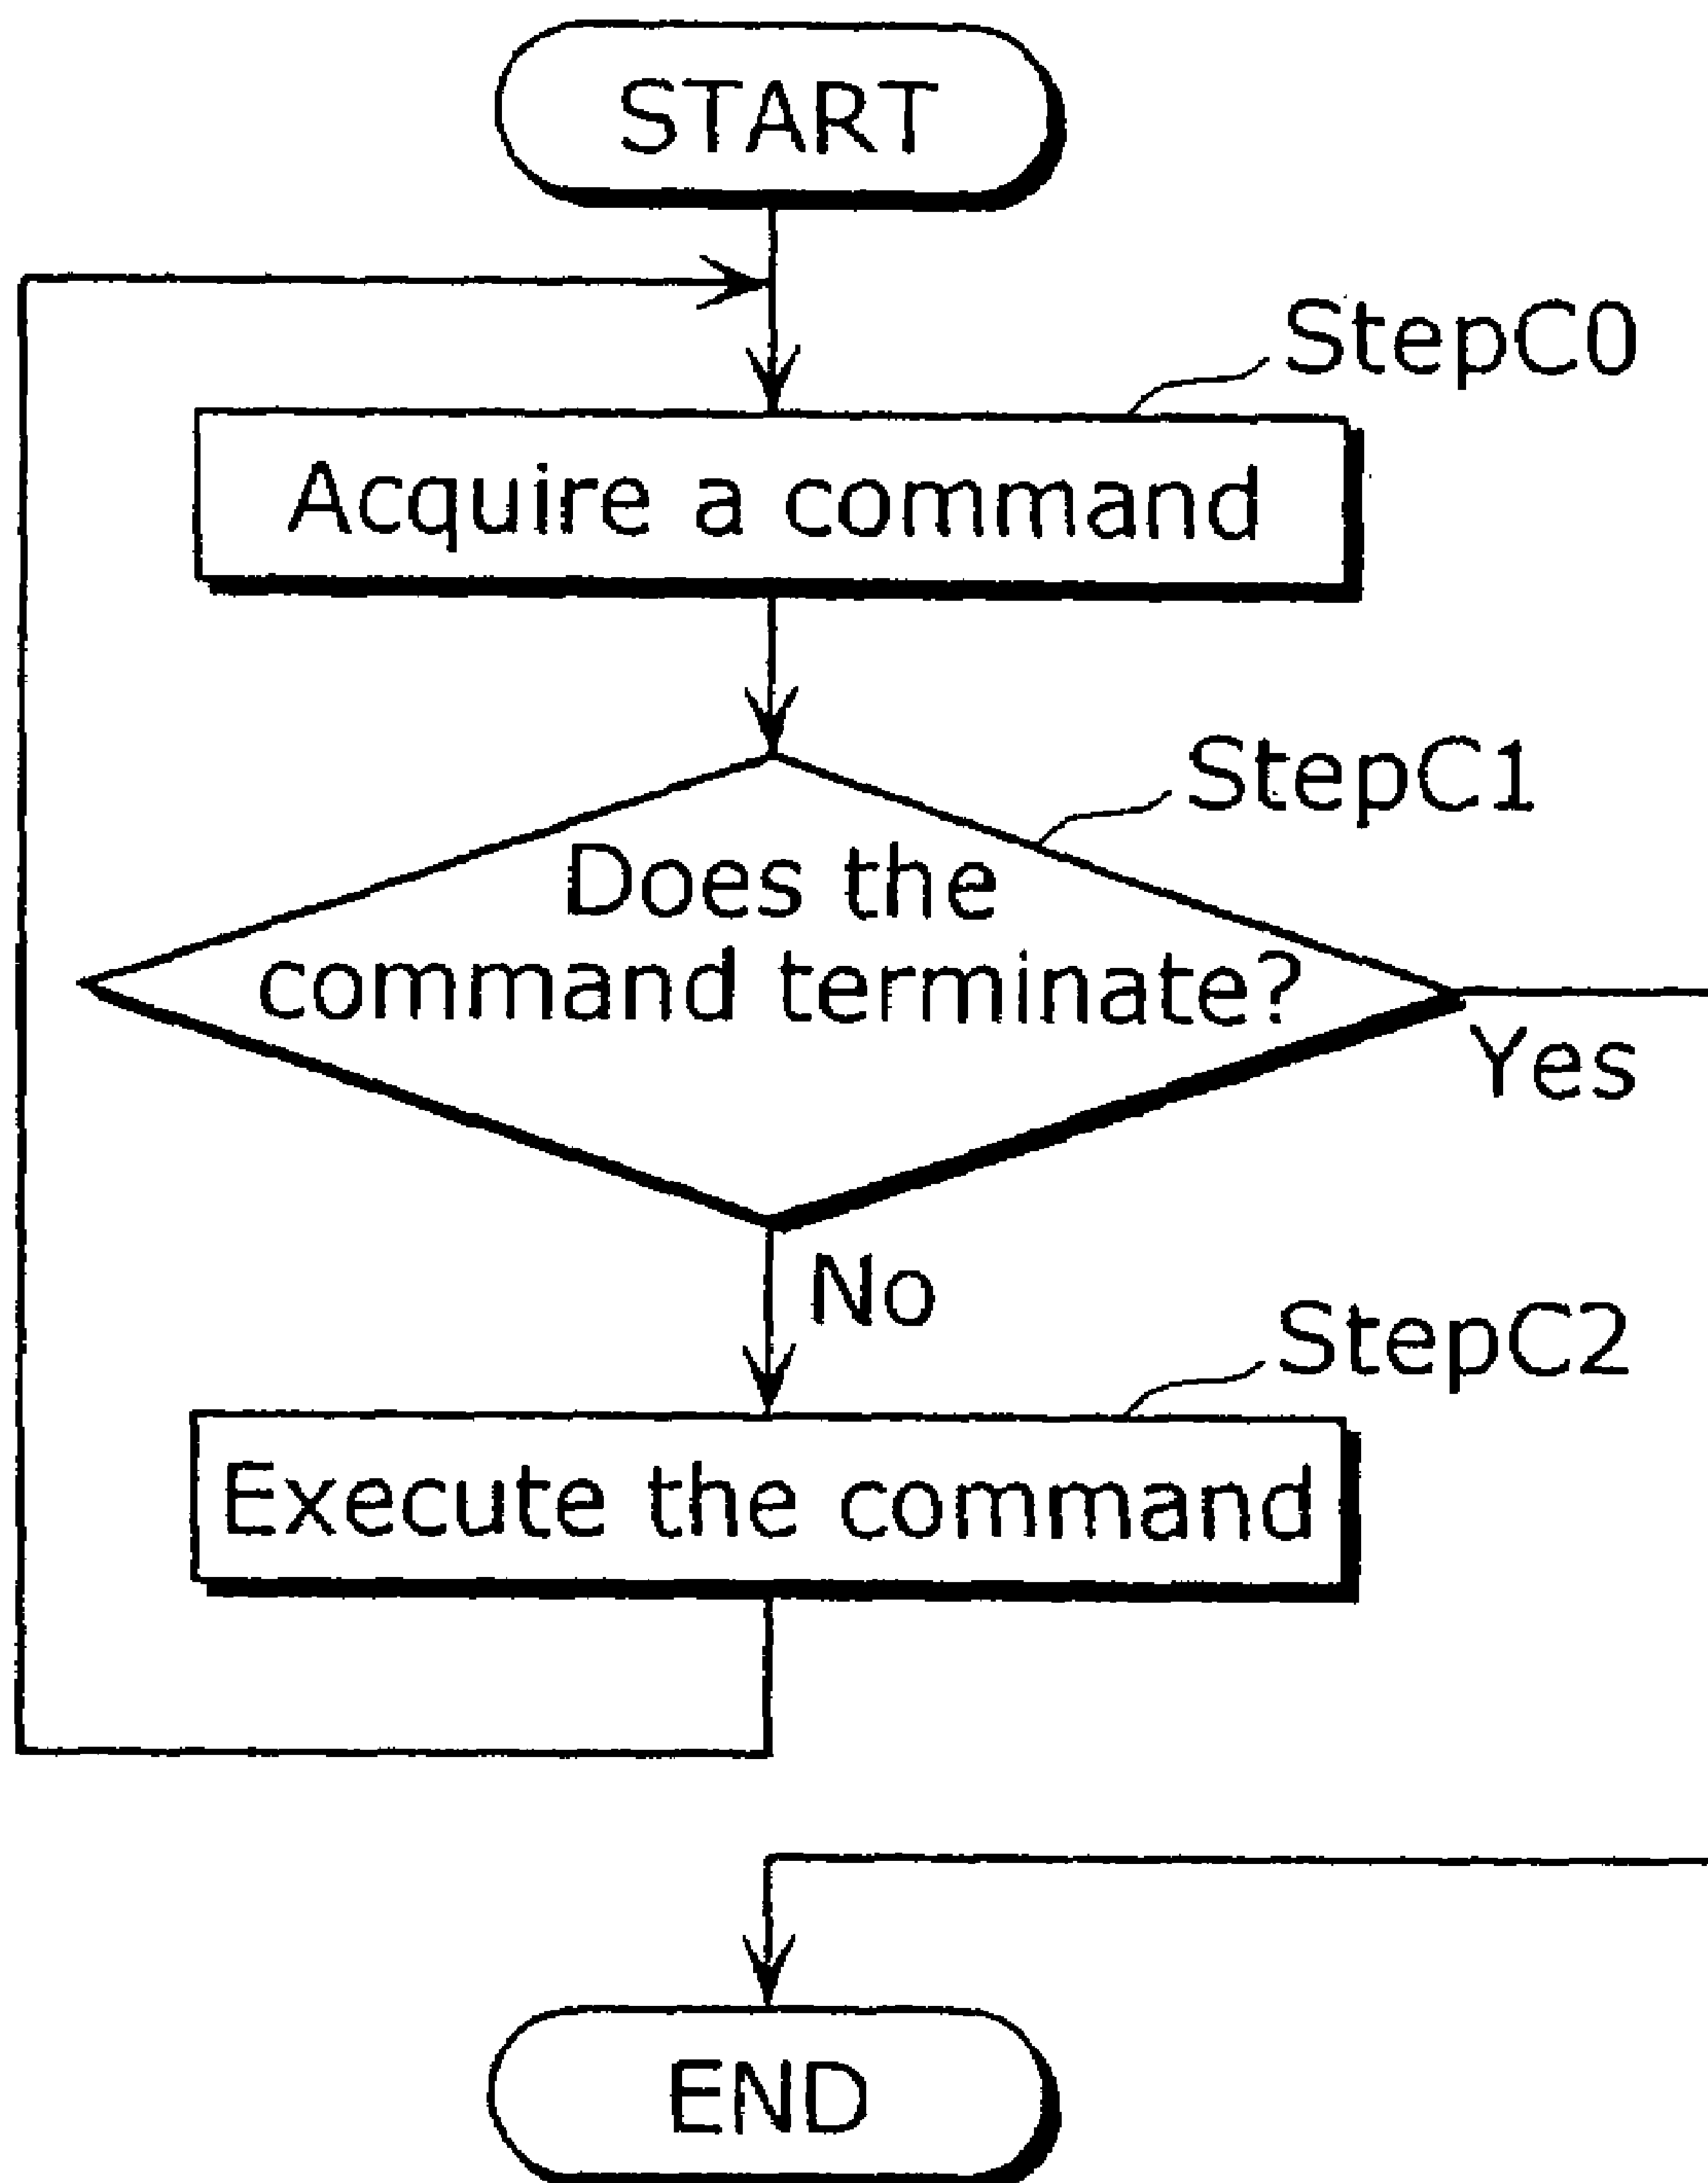 START
StepC0
Acquire a command
StepC1
Does the
command terminate?
Yes
No
StepC2
Execute the command
END